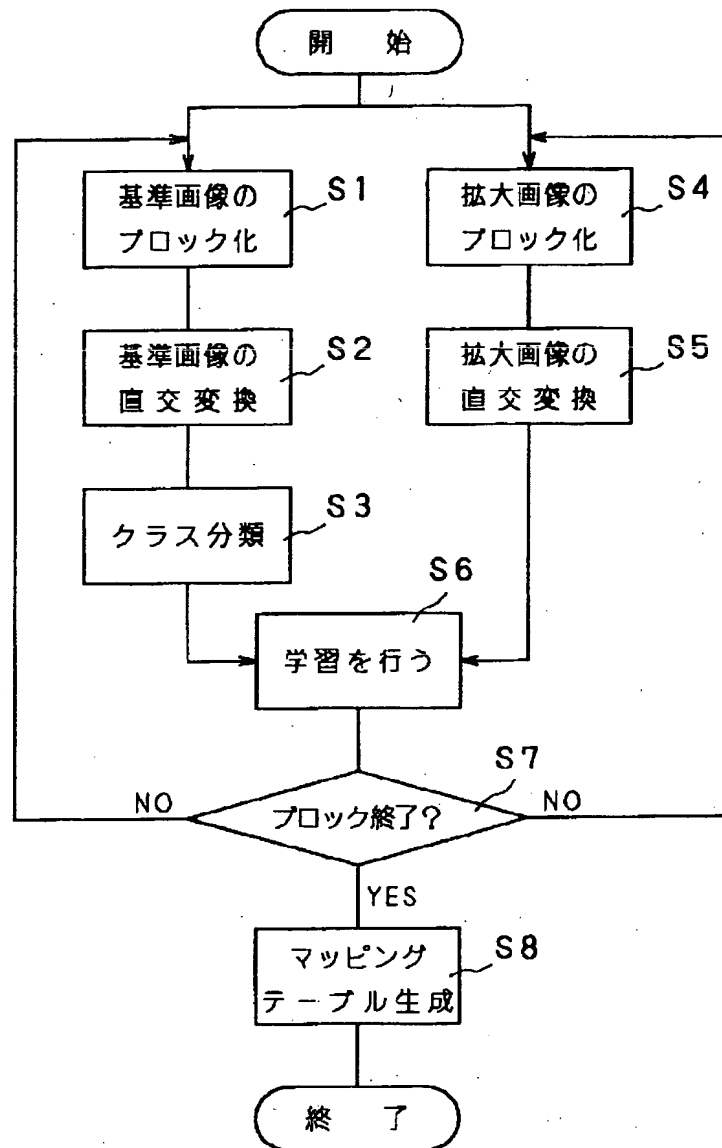 開 始
基準画像の
ブロック化
S1
拡大画像の
ブロック化
S4
基準画像の
直交変換
S2
拡大画像の
直交変換
S5
クラス分類
S3
学習を行う
S6
ブロック終了?
S7
NO
NO
YES
マッピング
テーブル生成
S8
終 了